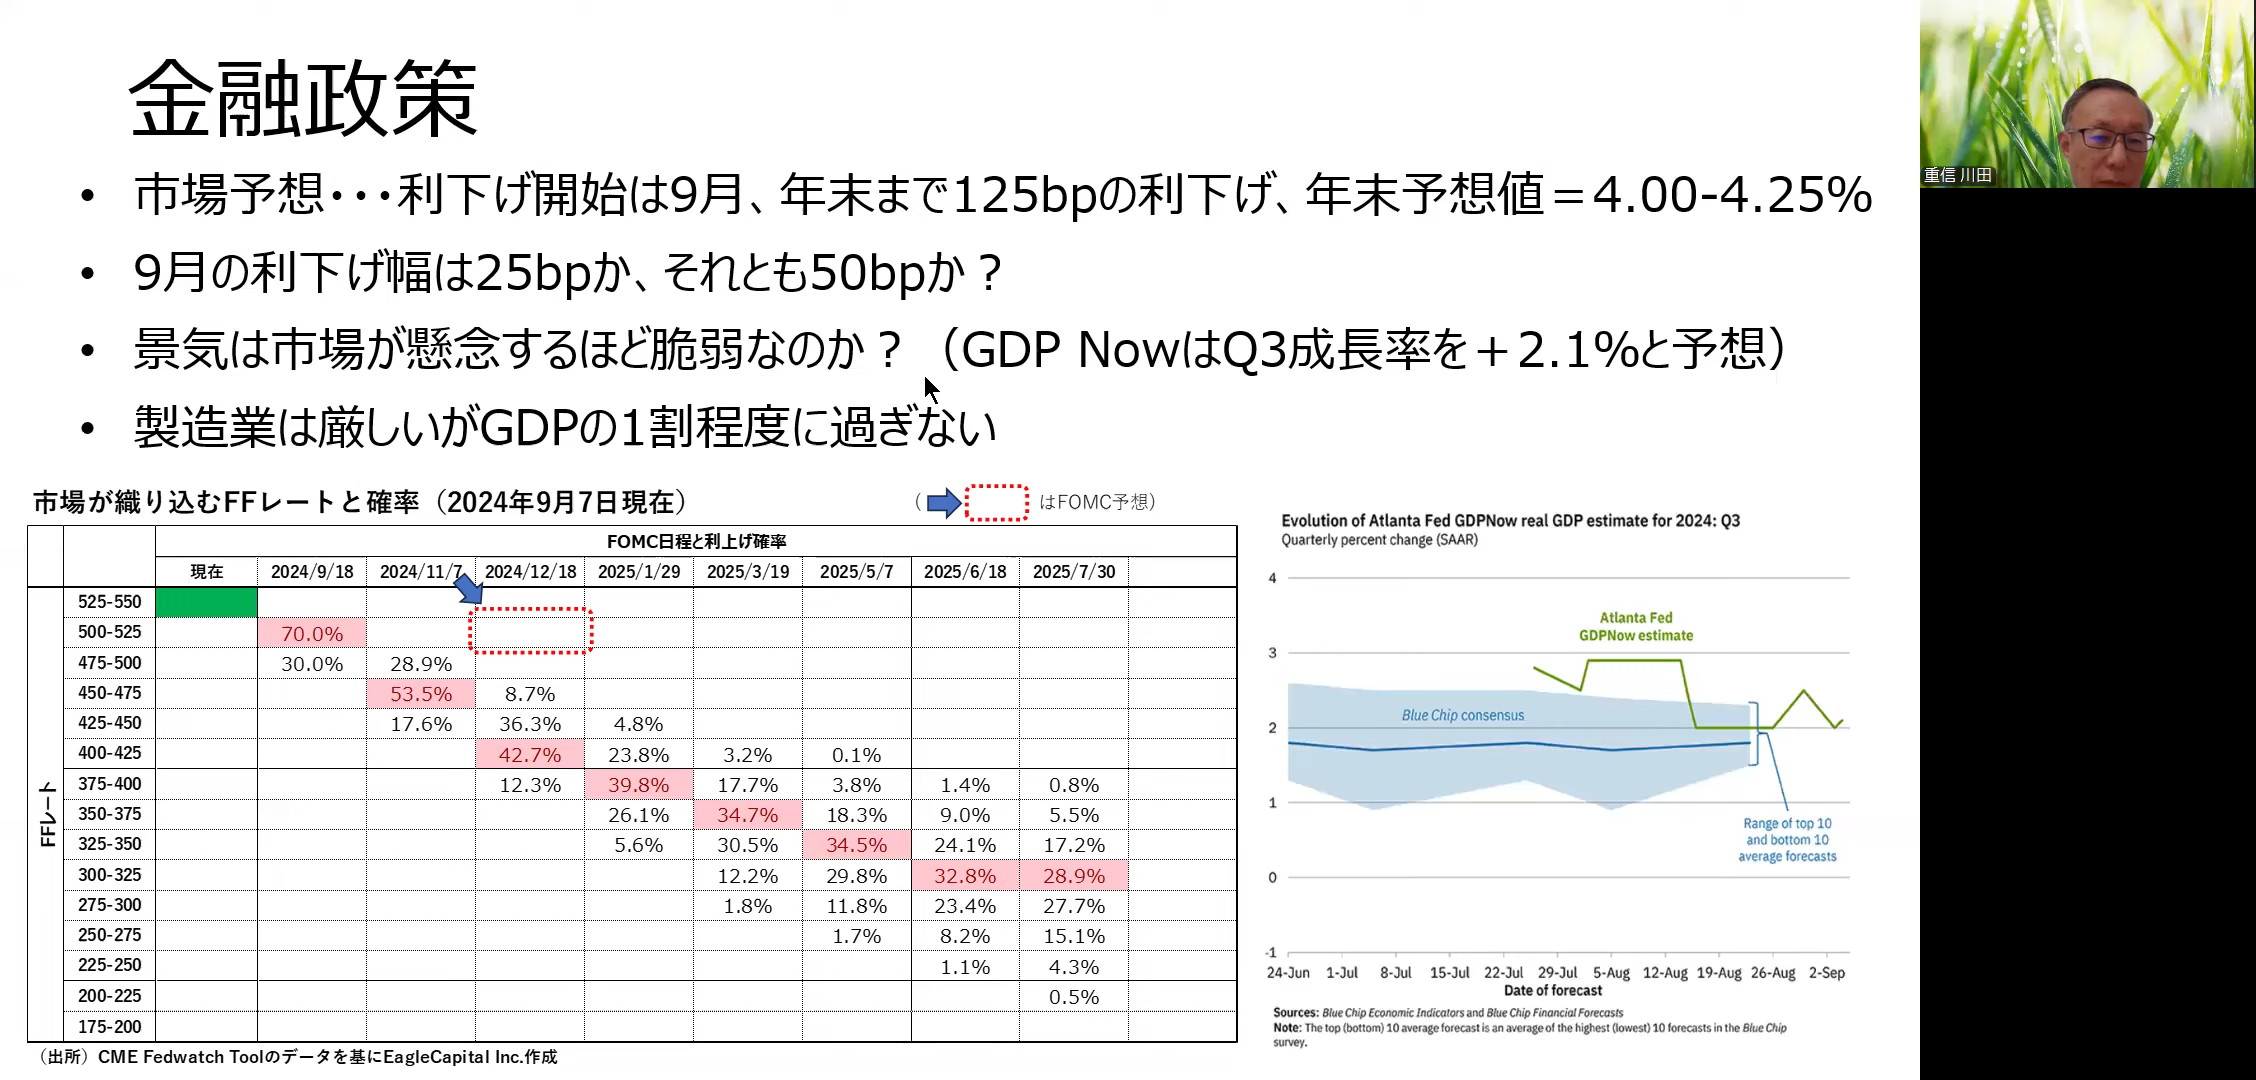 金融政策
• 市場予想･･･利下げ開始は9月、年末まで125bpの利下げ、年末予想値＝4.00-4.25%
• 9月の利下げ幅は25bpか、それとも50bpか？
• 景気は市場が懸念するほど脆弱なのか？（GDP NowはQ3成長率を＋2.1%と予想）
• 製造業は厳しいがGDPの1割程度に過ぎない
重信 川田
市場が織り込むFFレートと確率（2024年9月7日現在）
（ はFOMC予想）
FOMC日程と利上げ確率
現在 2024/9/18 2024/11/7 2024/12/18 2025/1/29 2025/3/19 2025/5/7 2025/6/18 2025/7/30
FFレート
525-550
500-525 70.0%
475-500 30.0% 28.9%
450-475 53.5% 8.7%
425-450 17.6% 36.3% 4.8%
400-425 42.7% 23.8% 3.2% 0.1%
375-400 12.3% 39.8% 17.7% 3.8% 1.4% 0.8%
350-375 26.1% 34.7% 18.3% 9.0% 5.5%
325-350 5.6% 30.5% 34.5% 24.1% 17.2%
300-325 12.2% 29.8% 32.8% 28.9%
275-300 1.8% 11.8% 23.4% 27.7%
250-275 1.7% 8.2% 15.1%
225-250 1.1% 4.3%
200-225 0.5%
175-200
（出所）CME Fedwatch Toolのデータを基にEagleCapital Inc.作成
Evolution of Atlanta Fed GDPNow real GDP estimate for 2024: Q3
Quarterly percent change (SAAR)
4
3
2
1
0
-1
Atlanta Fed
GDPNow estimate
Blue Chip consensus
Range of top 10
and bottom 10
average forecasts
24-Jun 1-Jul 8-Jul 15-Jul 22-Jul 29-Jul 5-Aug 12-Aug 19-Aug 26-Aug 2-Sep
Date of forecast
Sources: Blue Chip Economic Indicators and Blue Chip Financial Forecasts
Note: The top (bottom) 10 average forecast is an average of the highest (lowest) 10 forecasts in the Blue Chip
survey.